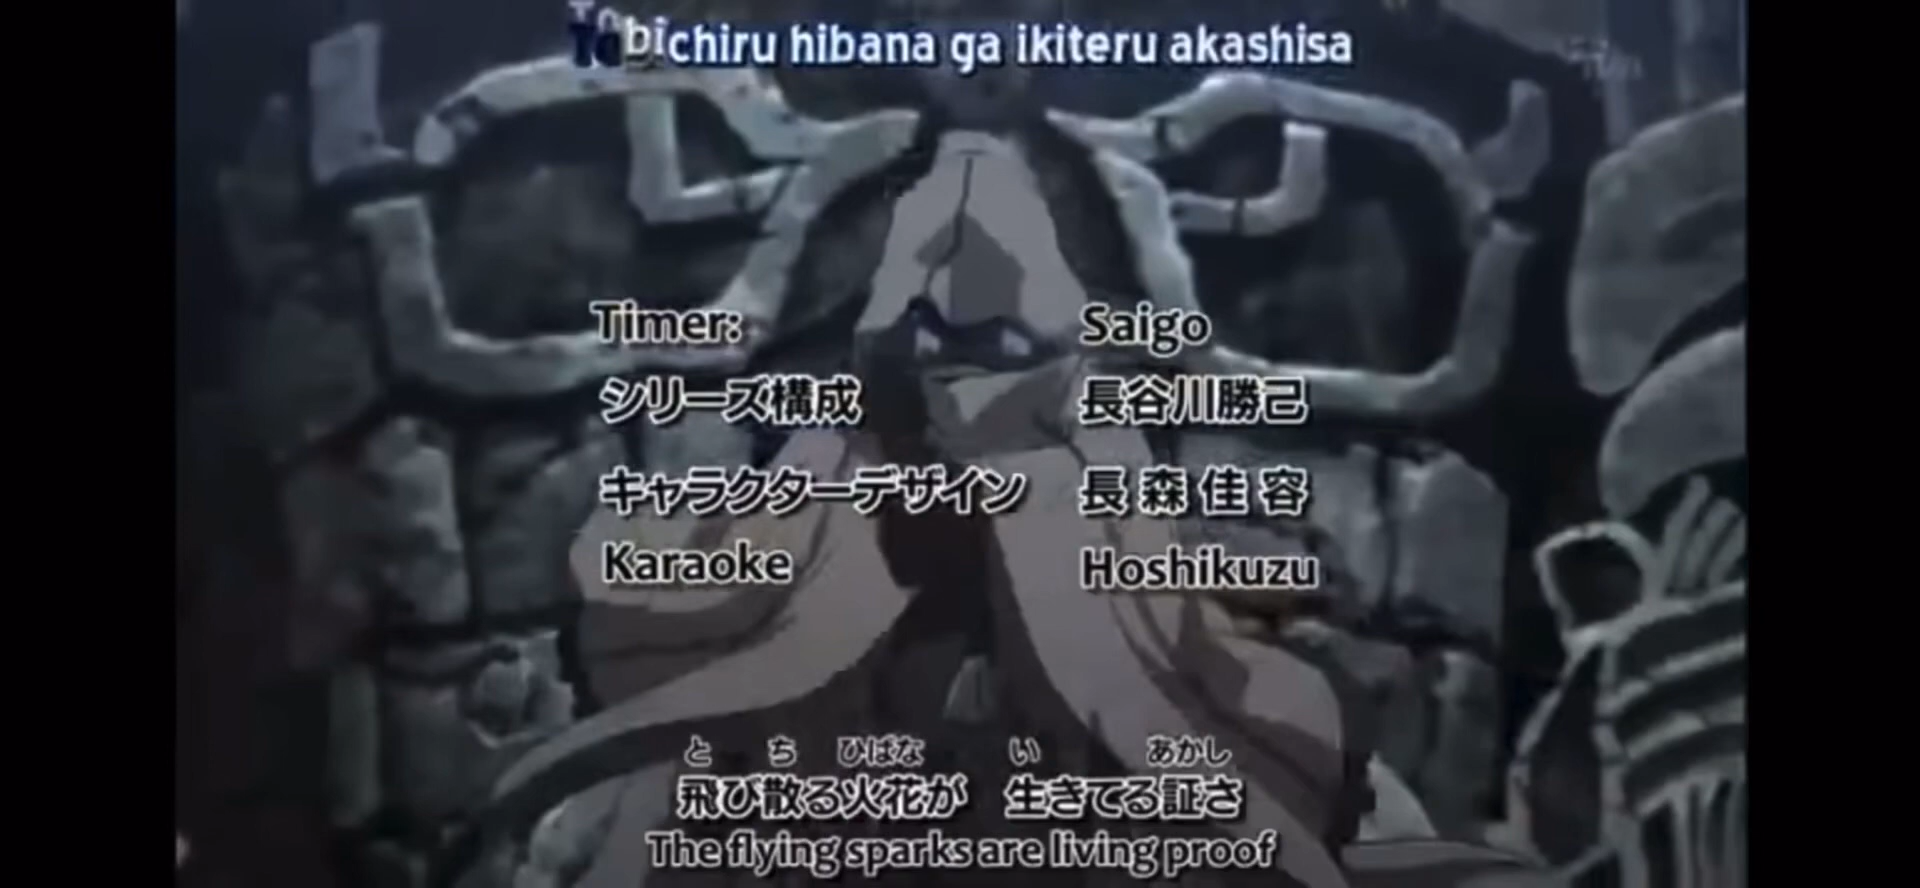 Tobichiru hibana ga ikiteru akashisa
Timer: Saigo
シリーズ構成 長谷川勝己
キャラクターデザイン 長森佳容
Karaoke Hoshikuzu
と ち ひばな い あかし
飛び散る火花が 生きてる証さ
The flying sparks are living proof